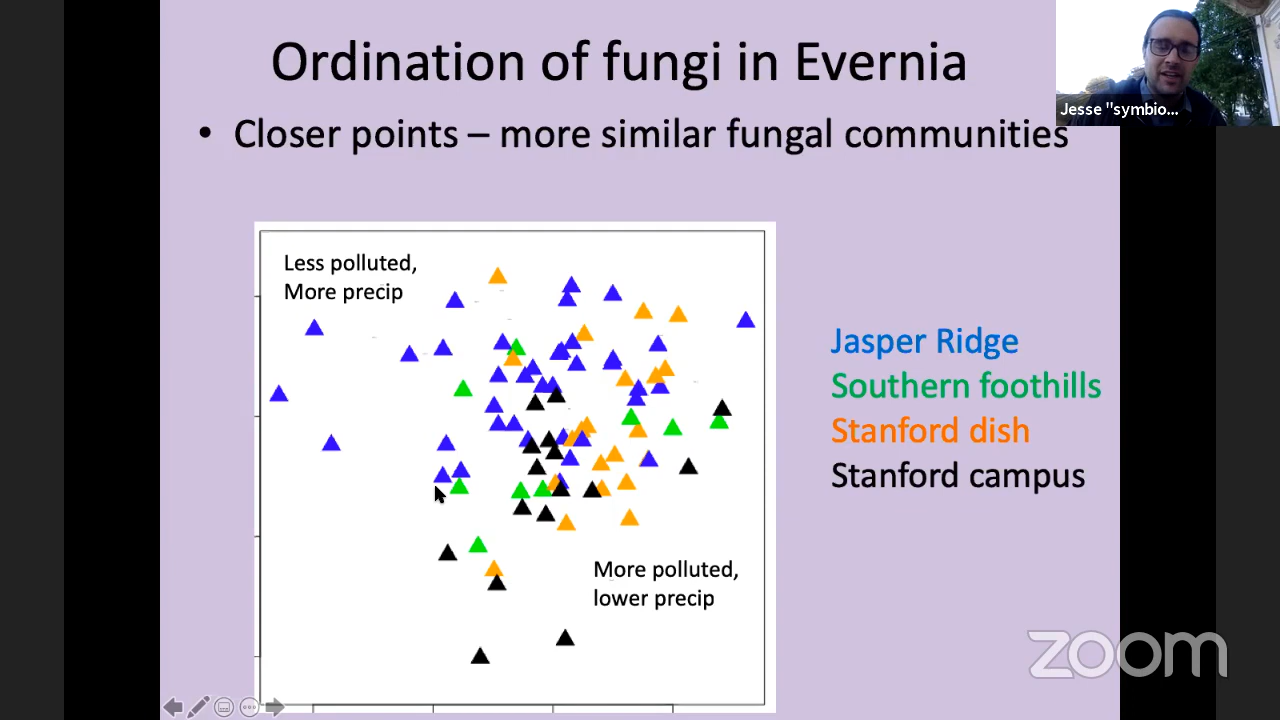 Ordination of fungi in Evernia
• Closer points – more similar fungal communities
Jesse "symbio...
Less polluted,
More precip
Jasper Ridge
Southern foothills
Stanford dish
Stanford campus
More polluted,
lower precip
zoom